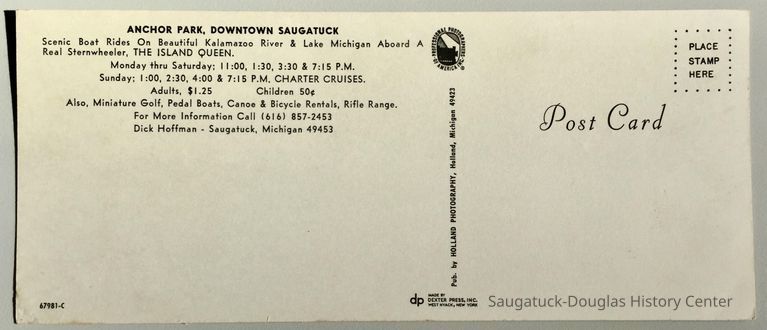 ANCHOR PARK, DOWNTOWN SAUGATUCK
Scenic Boat Rides On Beautiful Kalamazoo River & Lake Michigan Aboard A
Real Sternwheeler, THE ISLAND QUEEN.
Monday thru Saturday; 11:00, 1:30, 3:30 & 7:15 P.M.
Sunday; 1:00, 2:30, 4:00 & 7:15 P.M. CHARTER CRUISES.
Adults, $1.25 Children 50¢
Also, Miniature Golf, Pedal Boats, Canoe & Bicycle Rentals, Rifle Range.
For More Information Call (616) 857-2453
Dick Hoffman - Saugatuck, Michigan 49453
67981-C
PROFESSIONAL PHOTOGRAPHERS
OF AMERICA
Pub. by HOLLAND PHOTOGRAPHY, Holland, Michigan 49423
dp
MADE BY
DEXTER PRESS, INC.
WEST NYACK, NEW YORK
PLACE
STAMP
HERE
Post Card
Saugatuck-Douglas History Center